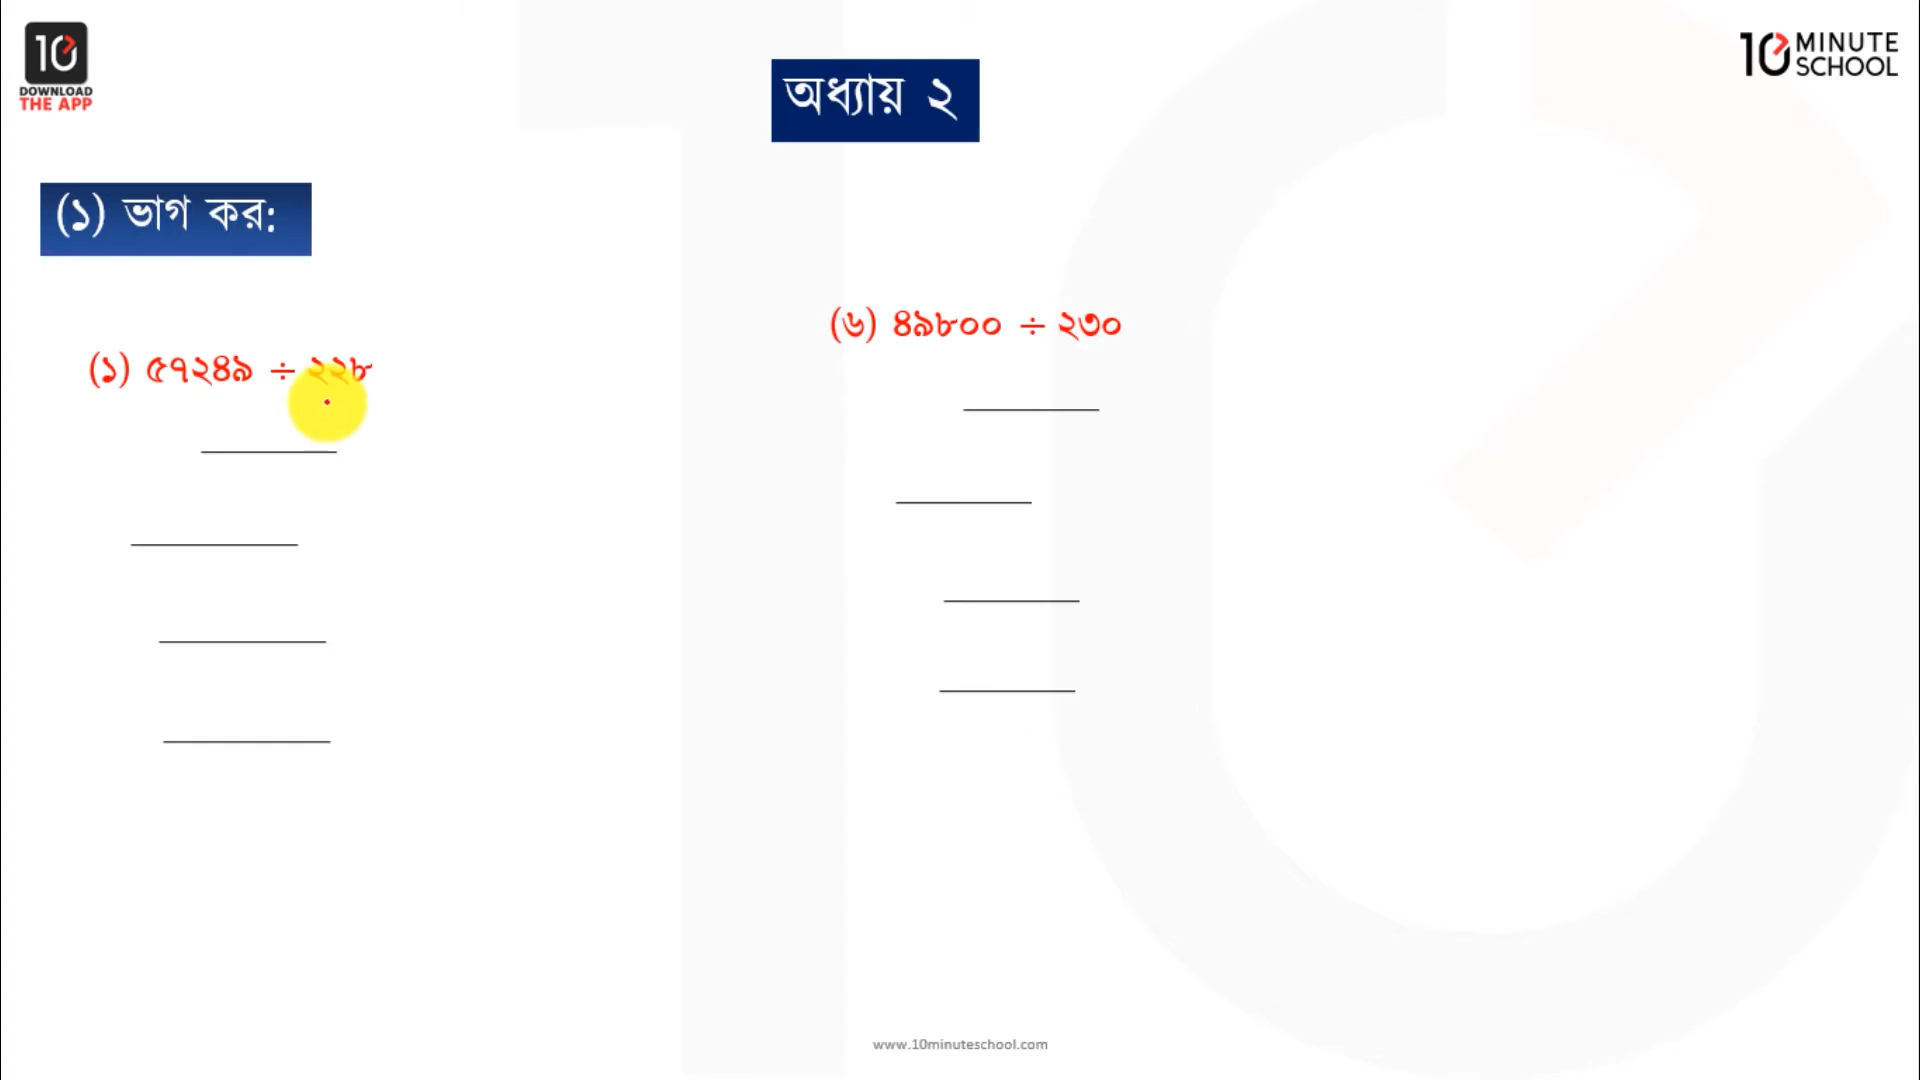 10
DOWNLOAD
THE APP
10 MINUTE
SCHOOL
অধ্যায় ২
(১) ভাগ কর:
(১) ৫৭২৪৯ ÷ ২২৮
(৬) ৪৯৮০০ ÷ ২৩০
www.10minuteschool.com